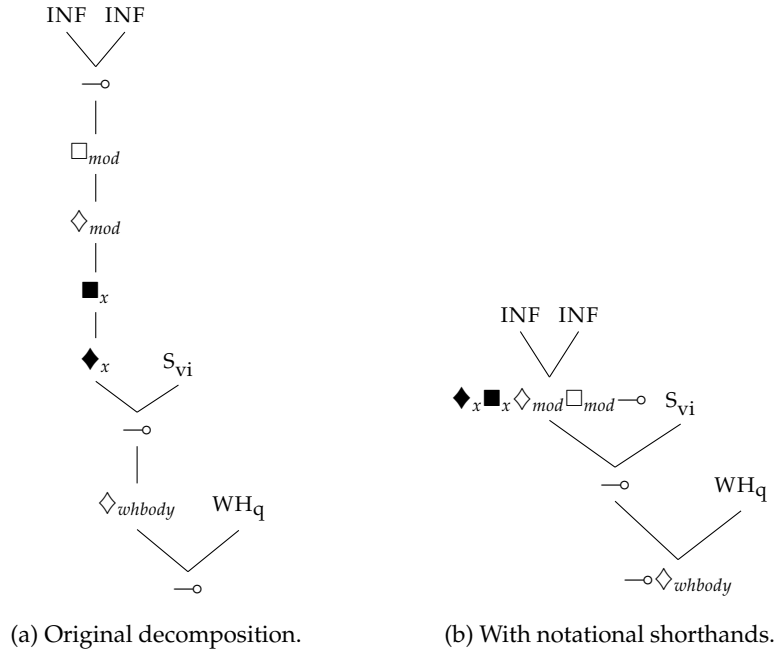 INF INF
⊸
□mod
◇mod
■x
◆x Svi
⊸
◇whbody WHq
⊸
(a) Original decomposition.
INF INF
◆x■x◇mod□mod⊸ Svi
⊸ WHq
⊸◇whbody
(b) With notational shorthands.